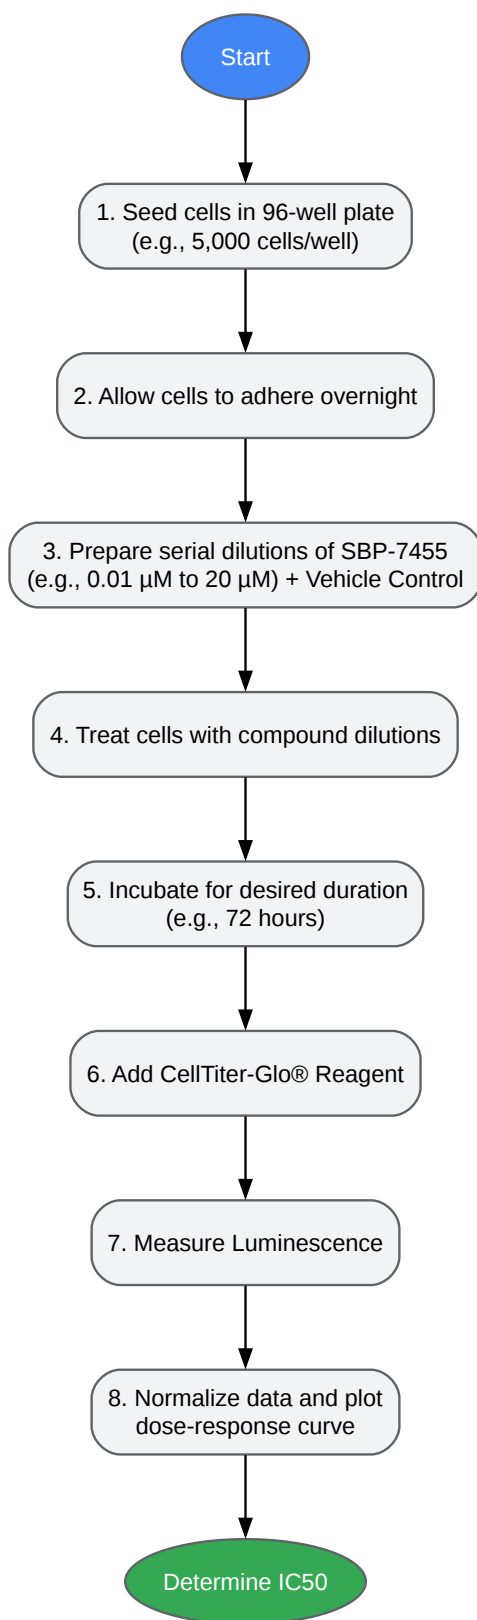 Start
1. Seed cells in 96-well plate
(e.g., 5,000 cells/well)
2. Allow cells to adhere overnight
3. Prepare serial dilutions of SBP-7455
(e.g., 0.01 µM to 20 µM) + Vehicle Control
4. Treat cells with compound dilutions
5. Incubate for desired duration
(e.g., 72 hours)
6. Add CellTiter-Glo® Reagent
7. Measure Luminescence
8. Normalize data and plot
dose-response curve
Determine IC50